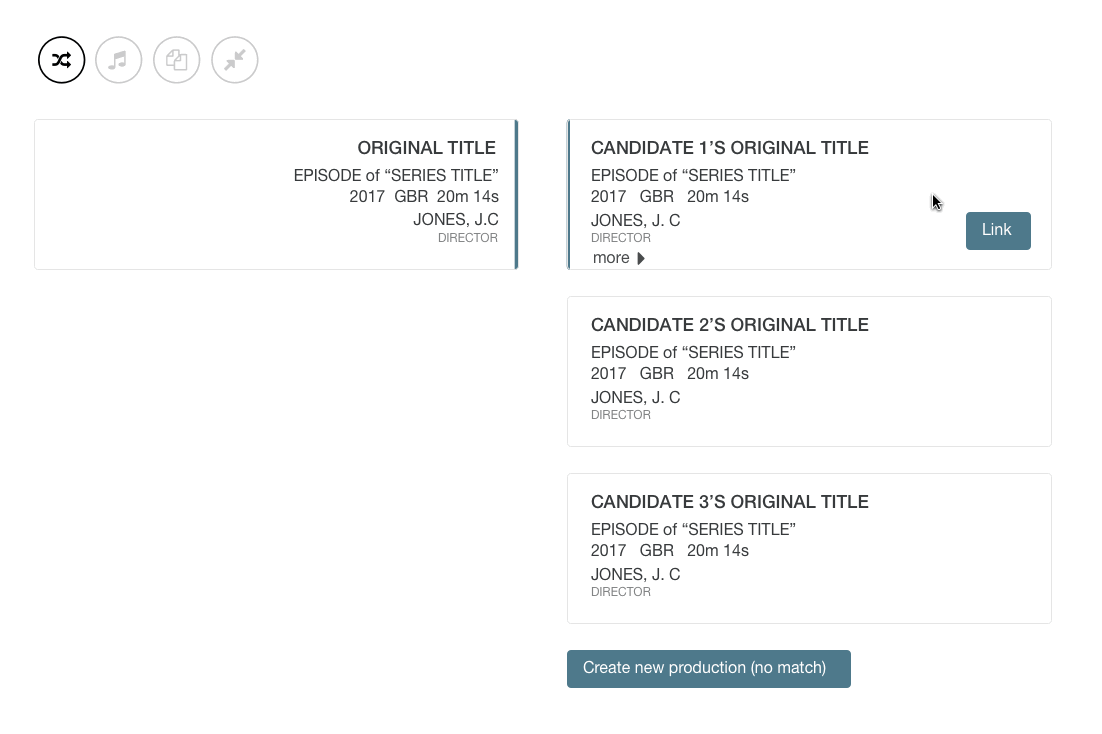 ORIGINAL TITLE
EPISODE of “SERIES TITLE”
2017 GBR 20m 14s
JONES, J.C
DIRECTOR
CANDIDATE 1’S ORIGINAL TITLE
EPISODE of “SERIES TITLE”
2017 GBR 20m 14s
JONES, J. C
DIRECTOR
more
Link
CANDIDATE 2’S ORIGINAL TITLE
EPISODE of “SERIES TITLE”
2017 GBR 20m 14s
JONES, J. C
DIRECTOR
CANDIDATE 3’S ORIGINAL TITLE
EPISODE of “SERIES TITLE”
2017 GBR 20m 14s
JONES, J. C
DIRECTOR
Create new production (no match)